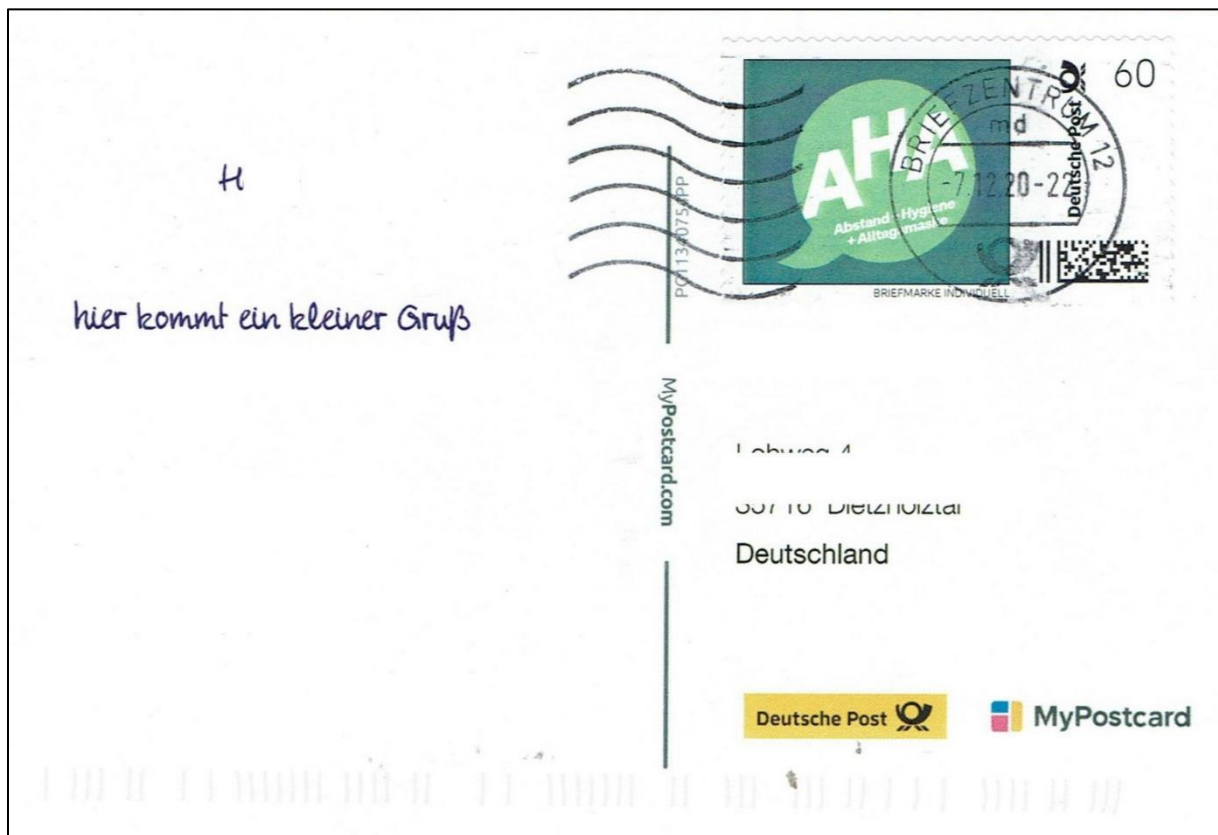 H
hier kommt ein kleiner Gruß
MyPostcard.com
AHA
Abstand + Hygiene
+ Alltagsmaske
BRIEFMARKE INDIVIDUELL
Deutsche Post
60
BRIEFZENTRUM 12
md
-7.12.20-22
Deutschland
Deutsche Post
MyPostcard